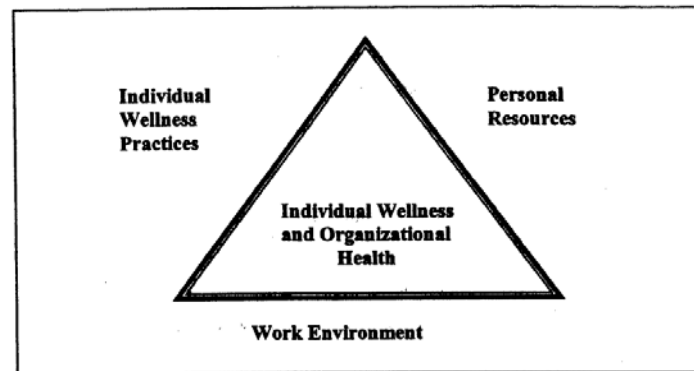 Individual
Wellness
Practices
Personal
Resources
Individual Wellness
and Organizational
Health
Work Environment